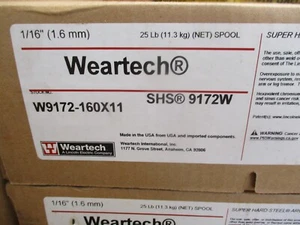 1/16" (1.6 mm)
25 Lb (11.3 kg) (NET) SPOOL
SUPER H
Weartech®
STOCK NO.
W9172-160X11
SHS® 9172W
Made in the USA from USA and imported components.
Weartech
A Lincoln Electric Company
Weartech International, Inc.
1177 N. Grove Street, Anaheim, CA 92806
WARNING:
1/16" (1.6 mm)
25 Lb (11.3 kg) (NET) SPOOL
SUPER HARD STEEL® AR
Weartech®